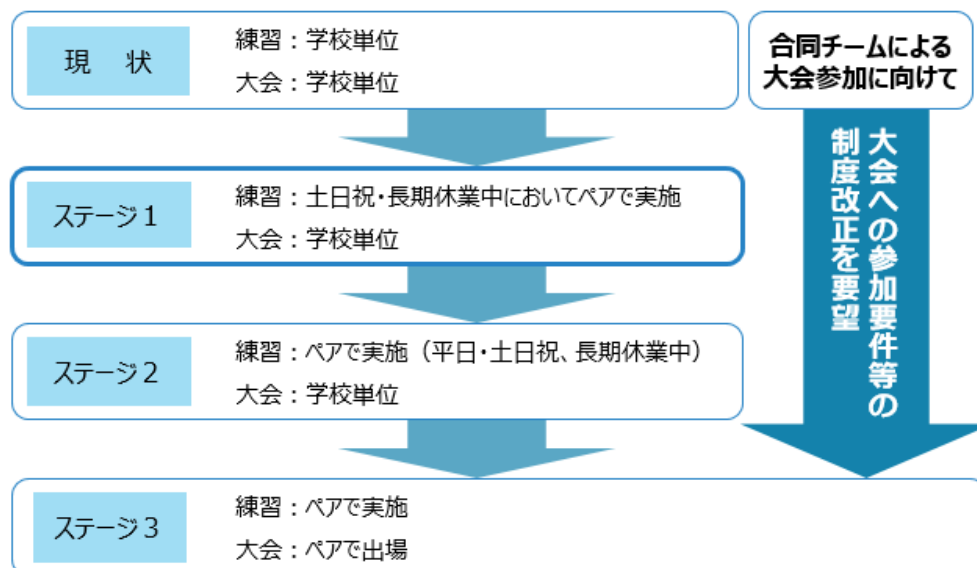 現　状
練習：学校単位
大会：学校単位
合同チームによる
大会参加に向けて
ステージ１
練習：土日祝・長期休業中においてペアで実施
大会：学校単位
大会への参加要件等の
制度改正を要望
ステージ２
練習：ペアで実施（平日・土日祝、長期休業中）
大会：学校単位
ステージ３
練習：ペアで実施
大会：ペアで出場